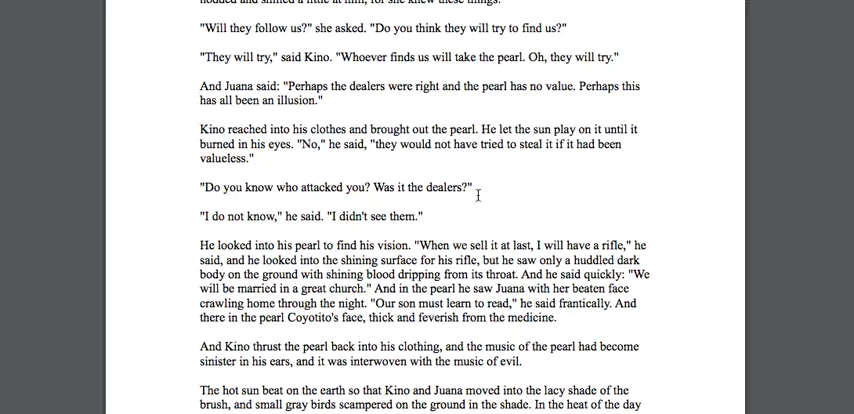 "Will they follow us?" she asked. "Do you think they will try to find us?"
"They will try," said Kino. "Whoever finds us will take the pearl. Oh, they will try."
And Juana said: "Perhaps the dealers were right and the pearl has no value. Perhaps this
has all been an illusion."
Kino reached into his clothes and brought out the pearl. He let the sun play on it until it
burned in his eyes. "No," he said, "they would not have tried to steal it if it had been
valueless."
"Do you know who attacked you? Was it the dealers?"
"I do not know," he said. "I didn't see them."
He looked into his pearl to find his vision. "When we sell it at last, I will have a rifle," he
said, and he looked into the shining surface for his rifle, but he saw only a huddled dark
body on the ground with shining blood dripping from its throat. And he said quickly: "We
will be married in a great church." And in the pearl he saw Juana with her beaten face
crawling home through the night. "Our son must learn to read," he said frantically. And
there in the pearl Coyotito's face, thick and feverish from the medicine.
And Kino thrust the pearl back into his clothing, and the music of the pearl had become
sinister in his ears, and it was interwoven with the music of evil.
The hot sun beat on the earth so that Kino and Juana moved into the lacy shade of the
brush, and small gray birds scampered on the ground in the shade. In the heat of the day